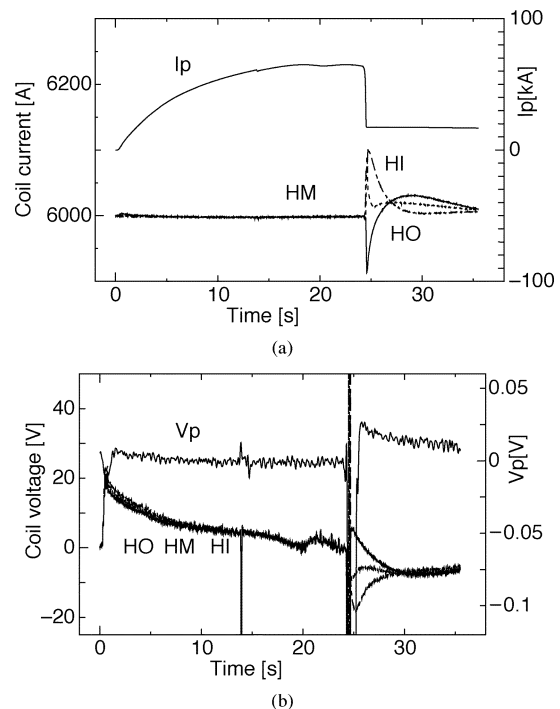 100
Ip
6200
Coil current [A]
Ip[kA]
0
HI
HM
6000
HO
−100
0
10
20
30
Time [s]
(a)
40
0.05
Vp
20
0
Coil voltage [V]
Vp[V]
−0.05
HO HM HI
0
−0.1
−20
0
10
20
30
Time [s]
(b)